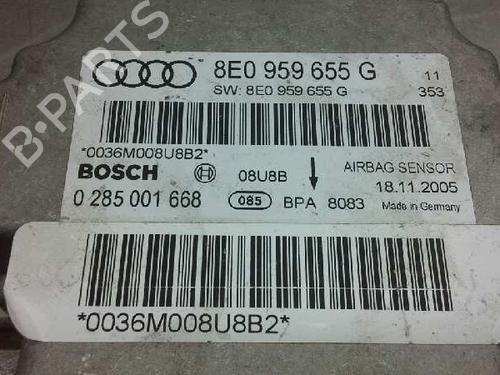 B-PARTS
8E0 959 655 G
11
SW: 8E0 959 655 G
353
*0036M008U8B2*
BOSCH
08U8B
AIRBAG SENSOR
18.11.2005
0 285 001 668
085
BPA 8083
Made in Germany
*0036M008U8B2*